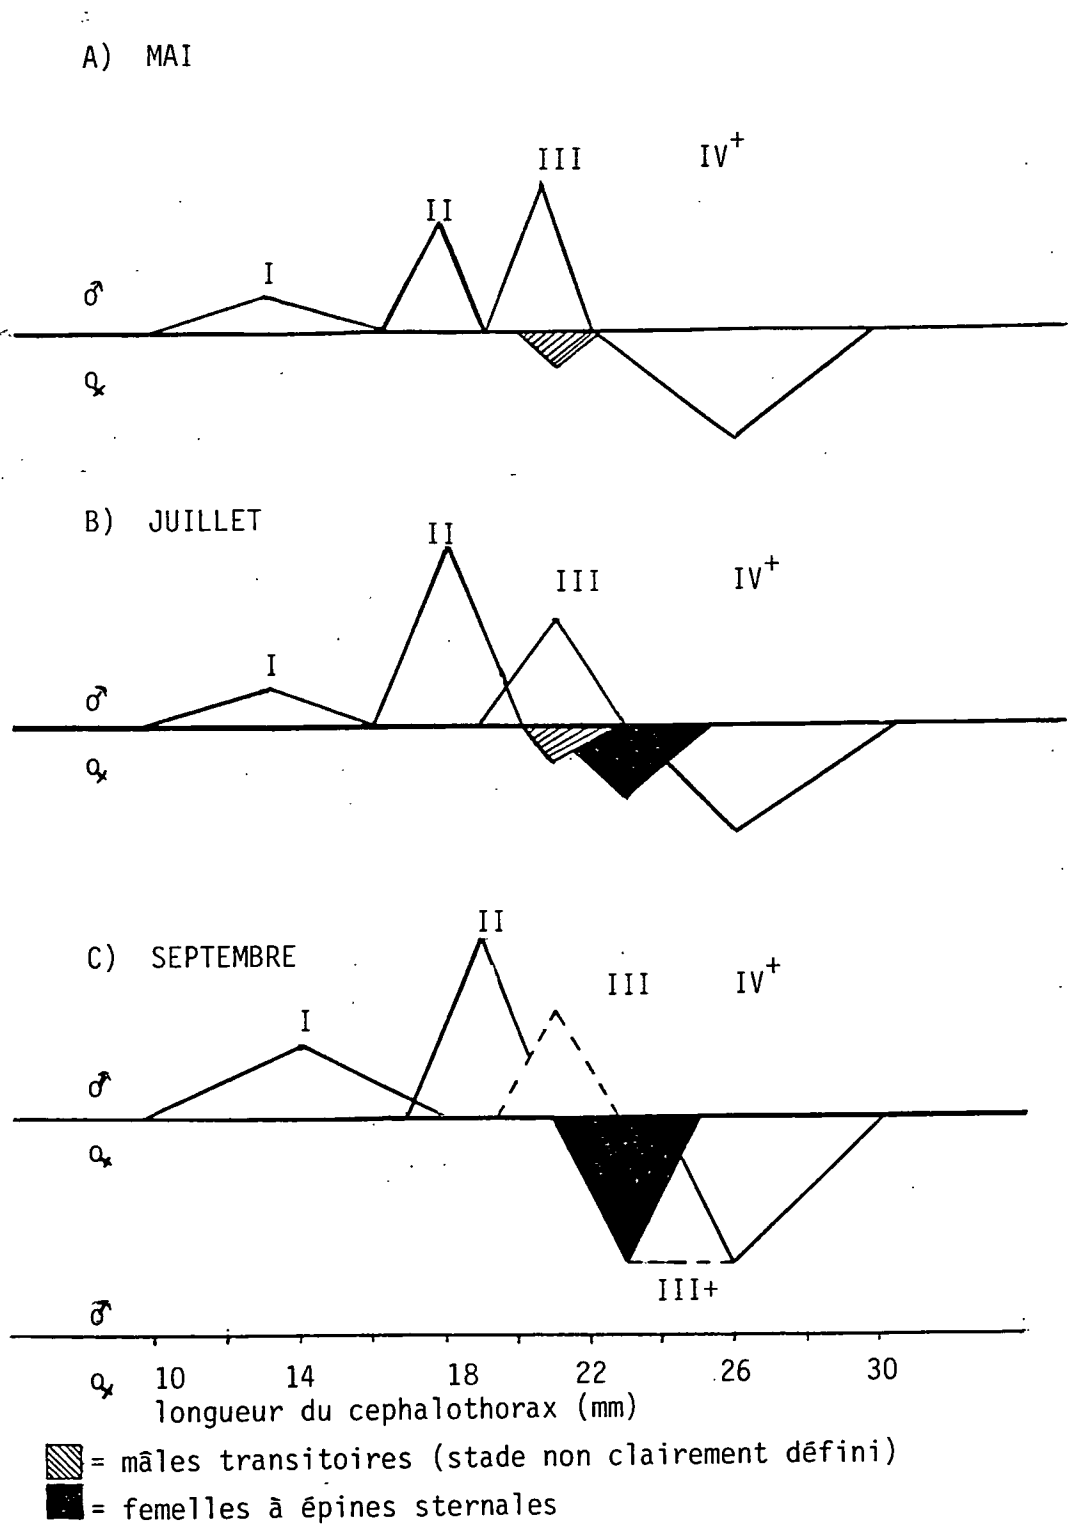 A) MAI
III IV+
II
I
♂
♀
B) JUILLET
II
III IV+
I
♂
♀
II
C) SEPTEMBRE
III IV+
I
♂
♀
III+
♂
♀ 10 14 18 22 26 30
longueur du cephalothorax (mm)
= mâles transitoires (stade non clairement défini)
= femelles à épines sternales